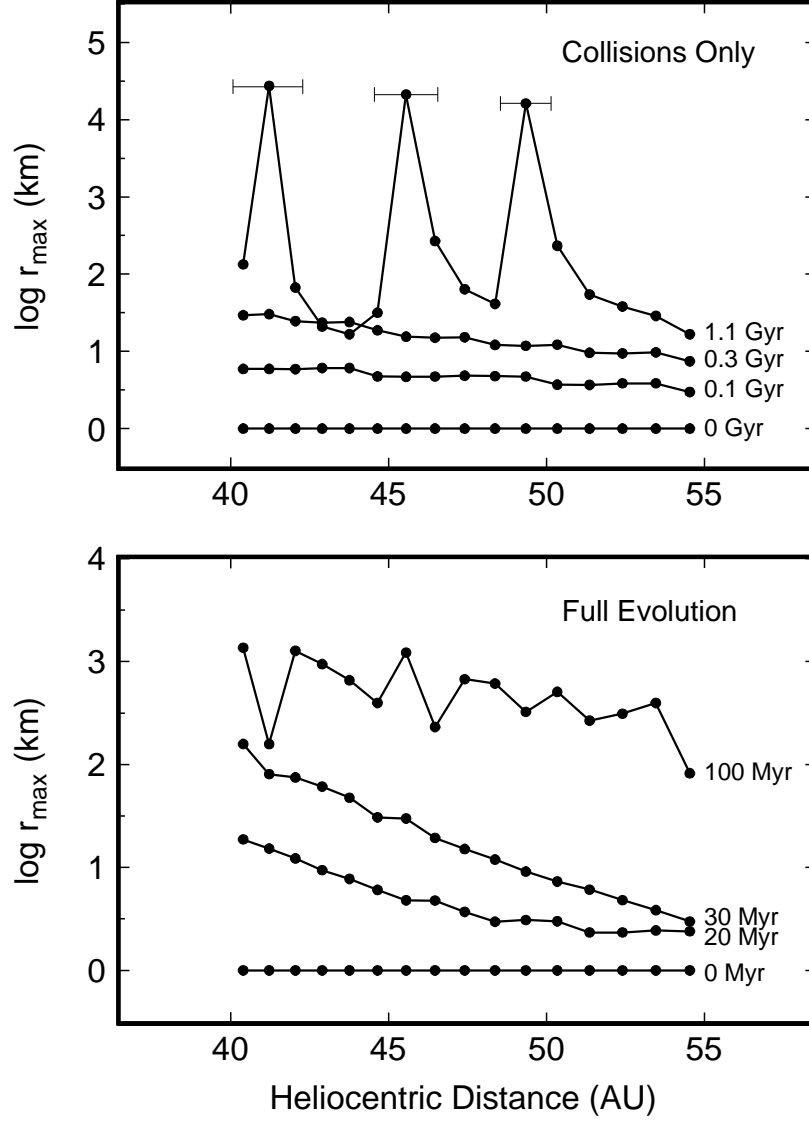 5
Collisions Only
4
3
log r_max (km)
2
1.1 Gyr
1
0.3 Gyr
0.1 Gyr
0
0 Gyr
40 45 50 55
4
Full Evolution
3
log r_max (km)
2
100 Myr
1
30 Myr
20 Myr
0
0 Myr
40 45 50 55
Heliocentric Distance (AU)